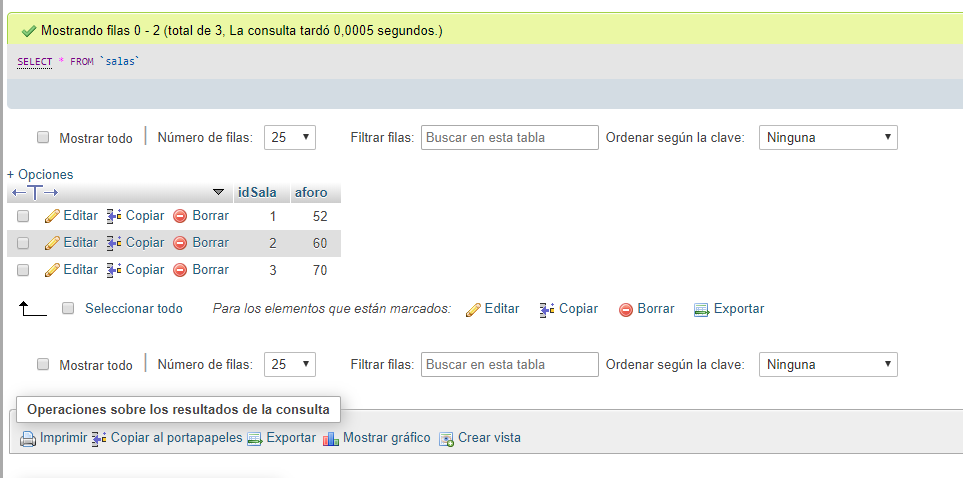 Mostrando filas 0 - 2 (total de 3, La consulta tardó 0,0005 segundos.)
SELECT * FROM `salas`
Mostrar todo | Número de filas: 25 Filtrar filas: Buscar en esta tabla Ordenar según la clave: Ninguna
+ Opciones
←T→ idSala aforo
Editar Copiar Borrar 1 52
Editar Copiar Borrar 2 60
Editar Copiar Borrar 3 70
Seleccionar todo Para los elementos que están marcados: Editar Copiar Borrar Exportar
Mostrar todo | Número de filas: 25 Filtrar filas: Buscar en esta tabla Ordenar según la clave: Ninguna
Operaciones sobre los resultados de la consulta
Imprimir Copiar al portapapeles Exportar Mostrar gráfico Crear vista